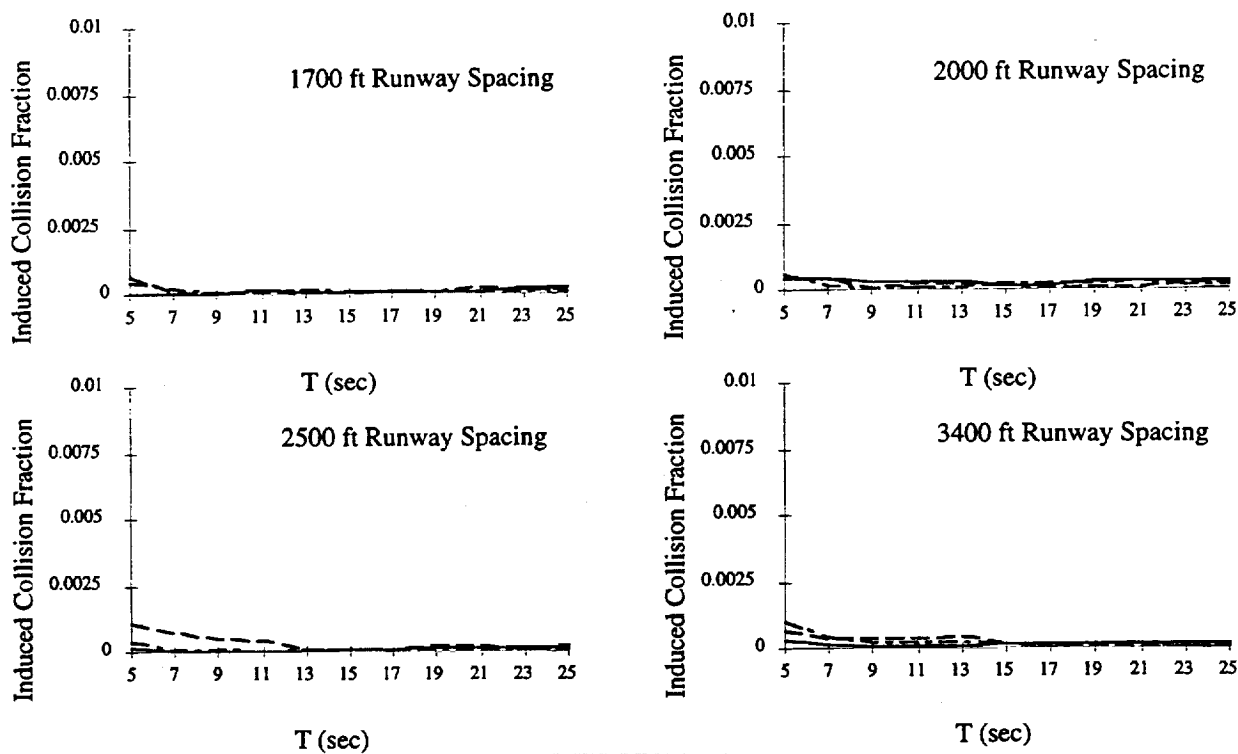 Induced Collision Fraction
1700 ft Runway Spacing
0.01
0.0075
0.005
0.0025
0
5 7 9 11 13 15 17 19 21 23 25
T (sec)
Induced Collision Fraction
2000 ft Runway Spacing
0.01
0.0075
0.005
0.0025
0
5 7 9 11 13 15 17 19 21 23 25
T (sec)
Induced Collision Fraction
2500 ft Runway Spacing
0.01
0.0075
0.005
0.0025
0
5 7 9 11 13 15 17 19 21 23 25
T (sec)
Induced Collision Fraction
3400 ft Runway Spacing
0.01
0.0075
0.005
0.0025
0
5 7 9 11 13 15 17 19 21 23 25
T (sec)